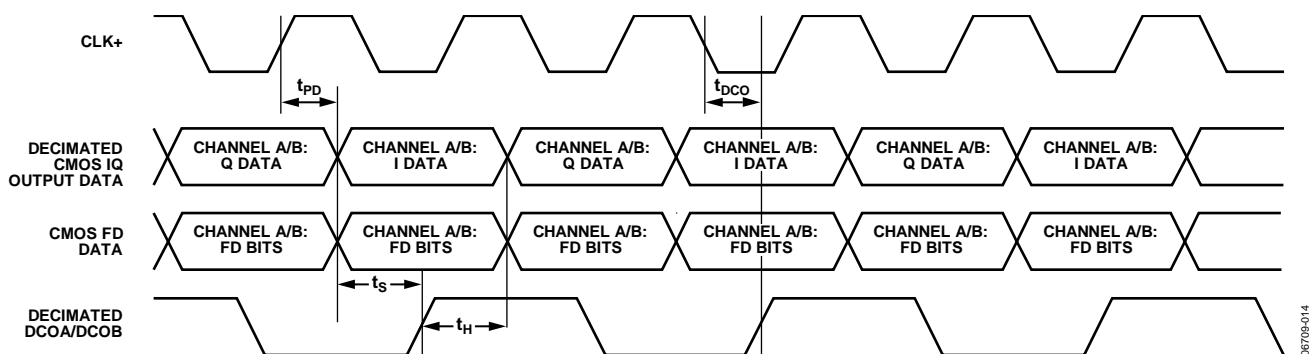 CLK+
tPD
tDCO
DECIMATED
CMOS IQ
OUTPUT DATA
CHANNEL A/B:
Q DATA
CHANNEL A/B:
I DATA
CHANNEL A/B:
Q DATA
CHANNEL A/B:
I DATA
CHANNEL A/B:
Q DATA
CHANNEL A/B:
I DATA
CMOS FD
DATA
CHANNEL A/B:
FD BITS
CHANNEL A/B:
FD BITS
CHANNEL A/B:
FD BITS
CHANNEL A/B:
FD BITS
CHANNEL A/B:
FD BITS
CHANNEL A/B:
FD BITS
tS
tH
DECIMATED
DCOA/DCOB
06709-014